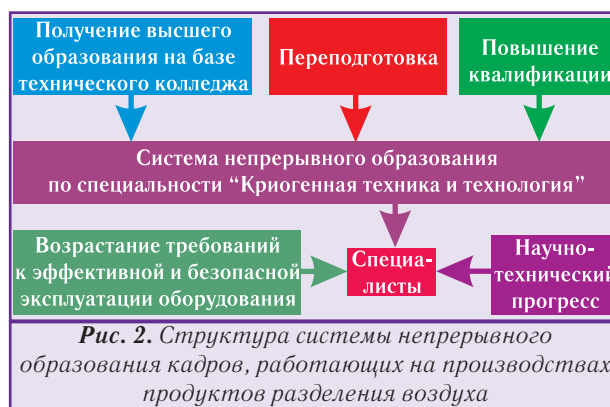 Получение высшего
образования на базе
технического колледжа
Переподготовка
Повышение
квалификации
Система непрерывного образования
по специальности “Криогенная техника и технология”
Возрастание требований
к эффективной и безопасной
эксплуатации оборудования
Специа-
листы
Научно-
технический
прогресс
Рис. 2. Структура системы непрерывного
образования кадров, работающих на производствах
продуктов разделения воздуха